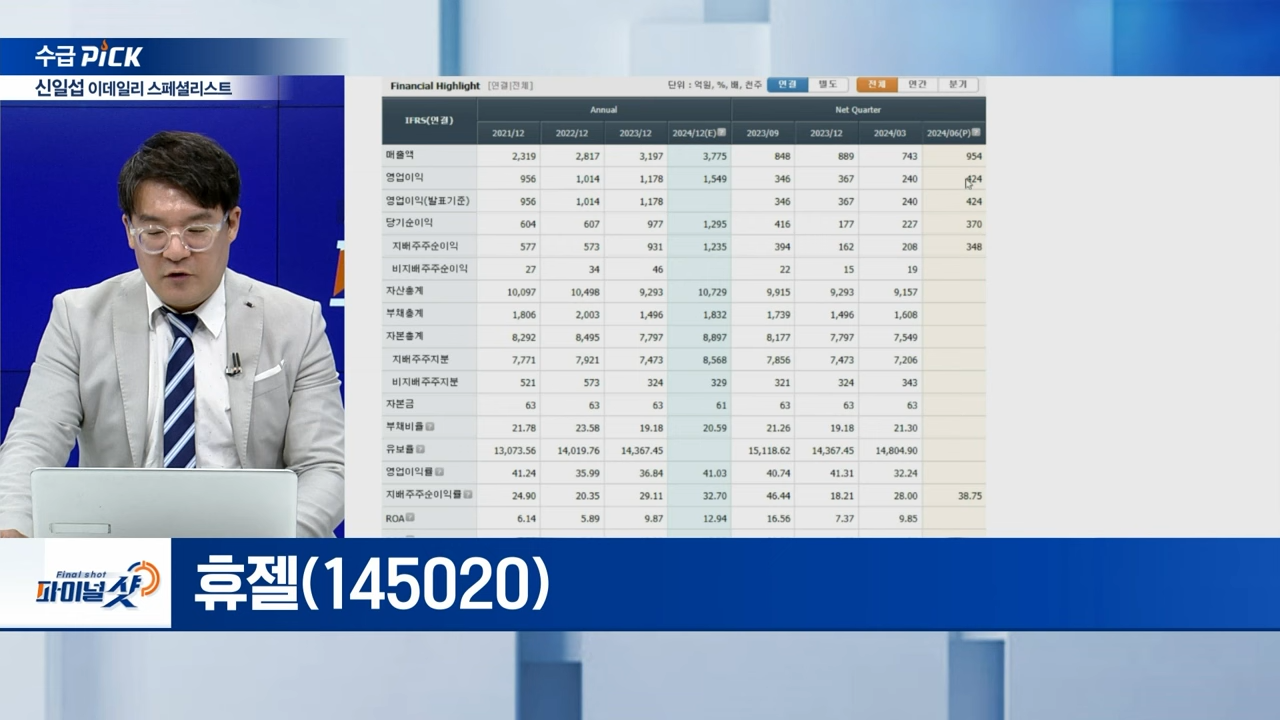 수급 PiCK
신일섭 이데일리 스페셜리스트
Financial Highlight [연결|전체] 단위 : 억원, %, 배, 천주 연결 별도 전체 연간 분기
IFRS(연결) Annual Net Quarter
2021/12 2022/12 2023/12 2024/12(E) 2023/09 2023/12 2024/03 2024/06(P)
매출액 2,319 2,817 3,197 3,775 848 889 743 954
영업이익 956 1,014 1,178 1,549 346 367 240 424
영업이익(발표기준) 956 1,014 1,178 346 367 240 424
당기순이익 604 607 977 1,295 416 177 227 370
지배주주순이익 577 573 931 1,235 394 162 208 348
비지배주주순이익 27 34 46 22 15 19
자산총계 10,097 10,498 9,293 10,729 9,915 9,293 9,157
부채총계 1,806 2,003 1,496 1,832 1,739 1,496 1,608
자본총계 8,292 8,495 7,797 8,897 8,177 7,797 7,549
지배주주지분 7,771 7,921 7,473 8,568 7,856 7,473 7,206
비지배주주지분 521 573 324 329 321 324 343
자본금 63 63 63 61 63 63 63
부채비율 21.78 23.58 19.18 20.59 21.26 19.18 21.30
유보율 13,073.56 14,019.76 14,367.45 15,118.62 14,367.45 14,804.90
영업이익률 41.24 35.99 36.84 41.03 40.74 41.31 32.24
지배주주순이익률 24.90 20.35 29.11 32.70 46.44 18.21 28.00 38.75
ROA 6.14 5.89 9.87 12.94 16.56 7.37 9.85
Final shot
파이널샷
휴젤(145020)